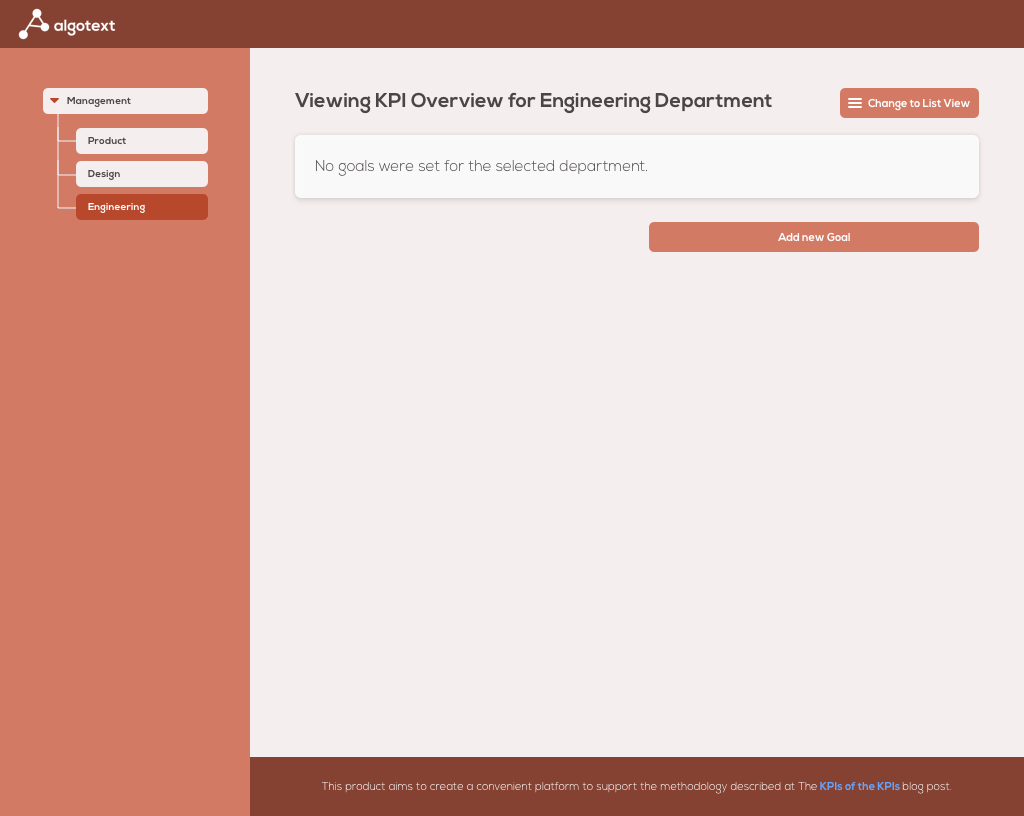 algotext
Management
Product
Design
Engineering
Viewing KPI Overview for Engineering Department
Change to List View
No goals were set for the selected department.
Add new Goal
This product aims to create a convenient platform to support the methodology described at The KPIs of the KPIs blog post.